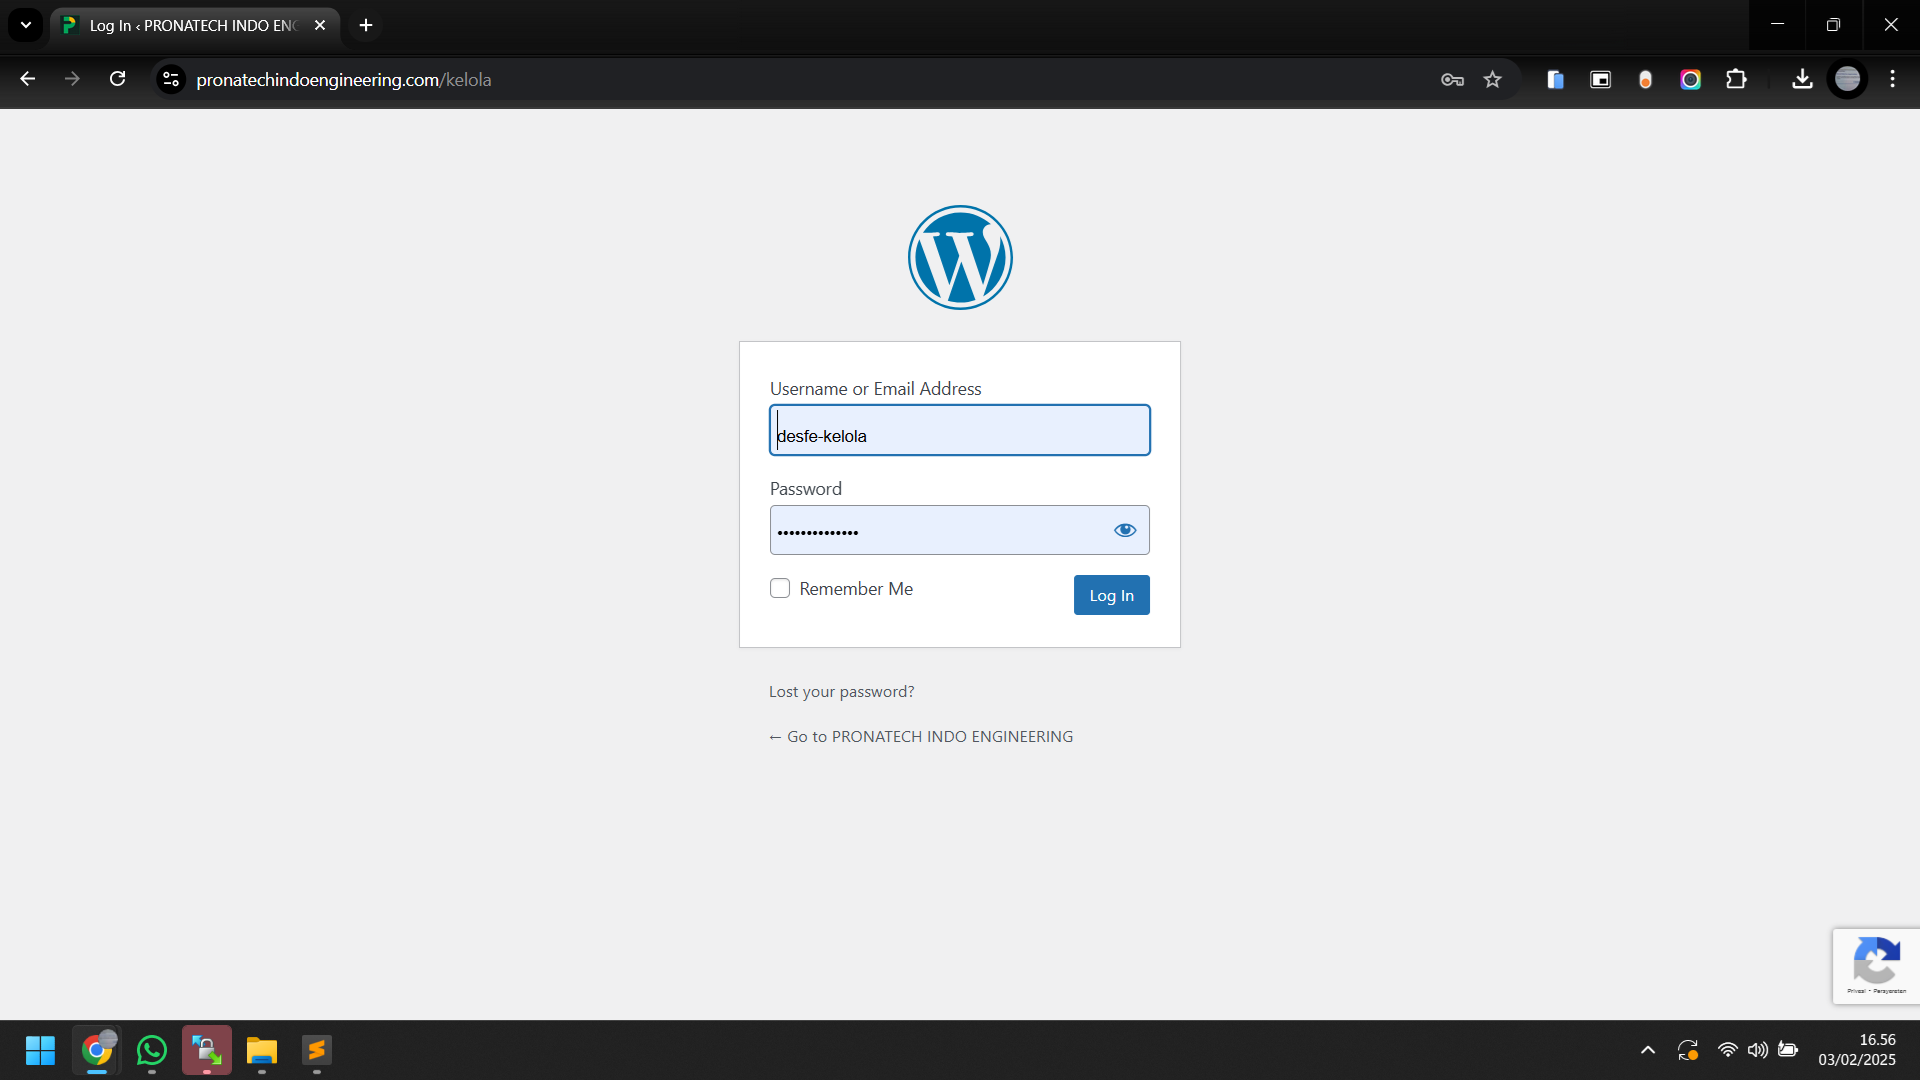 Log In ‹ PRONATECH INDO ENG
pronatechindoengineering.com/kelola
Username or Email Address
desfe-kelola
Password
••••••••••••••
Remember Me
Log In
Lost your password?
← Go to PRONATECH INDO ENGINEERING
Privasi - Persyaratan
16.56
03/02/2025